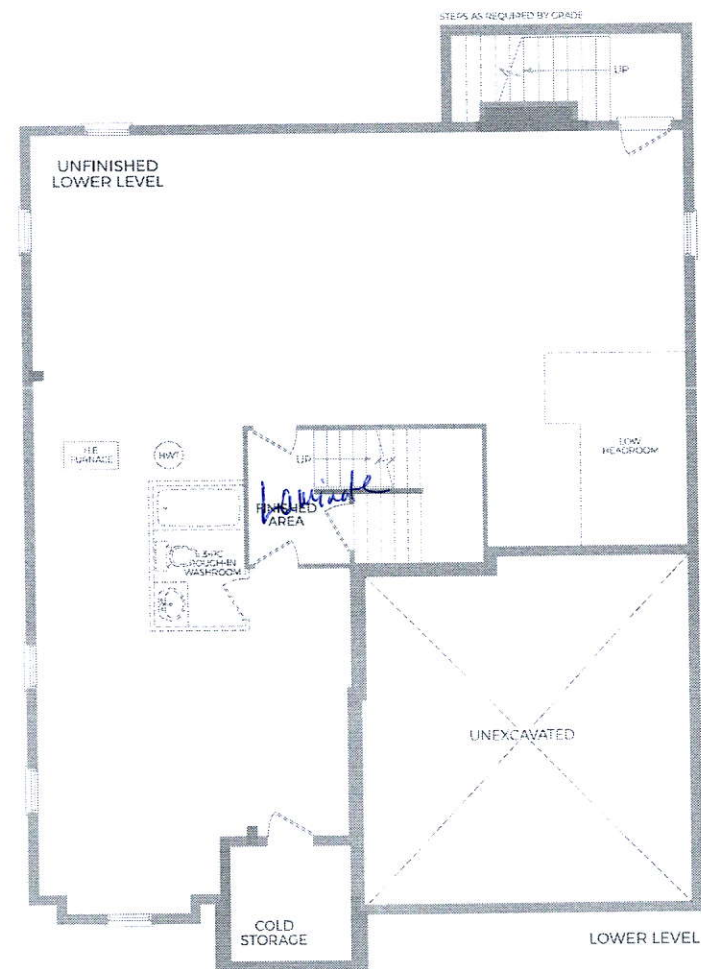 STEPS AS REQUIRED BY GRADE
UP
UNFINISHED
LOWER LEVEL
H.E.
FURNACE
HWT
UP
LOW
HEADROOM
Laminate
FINISHED
AREA
3-PC
ROUGH-IN
WASHROOM
UNEXCAVATED
COLD
STORAGE
LOWER LEVEL